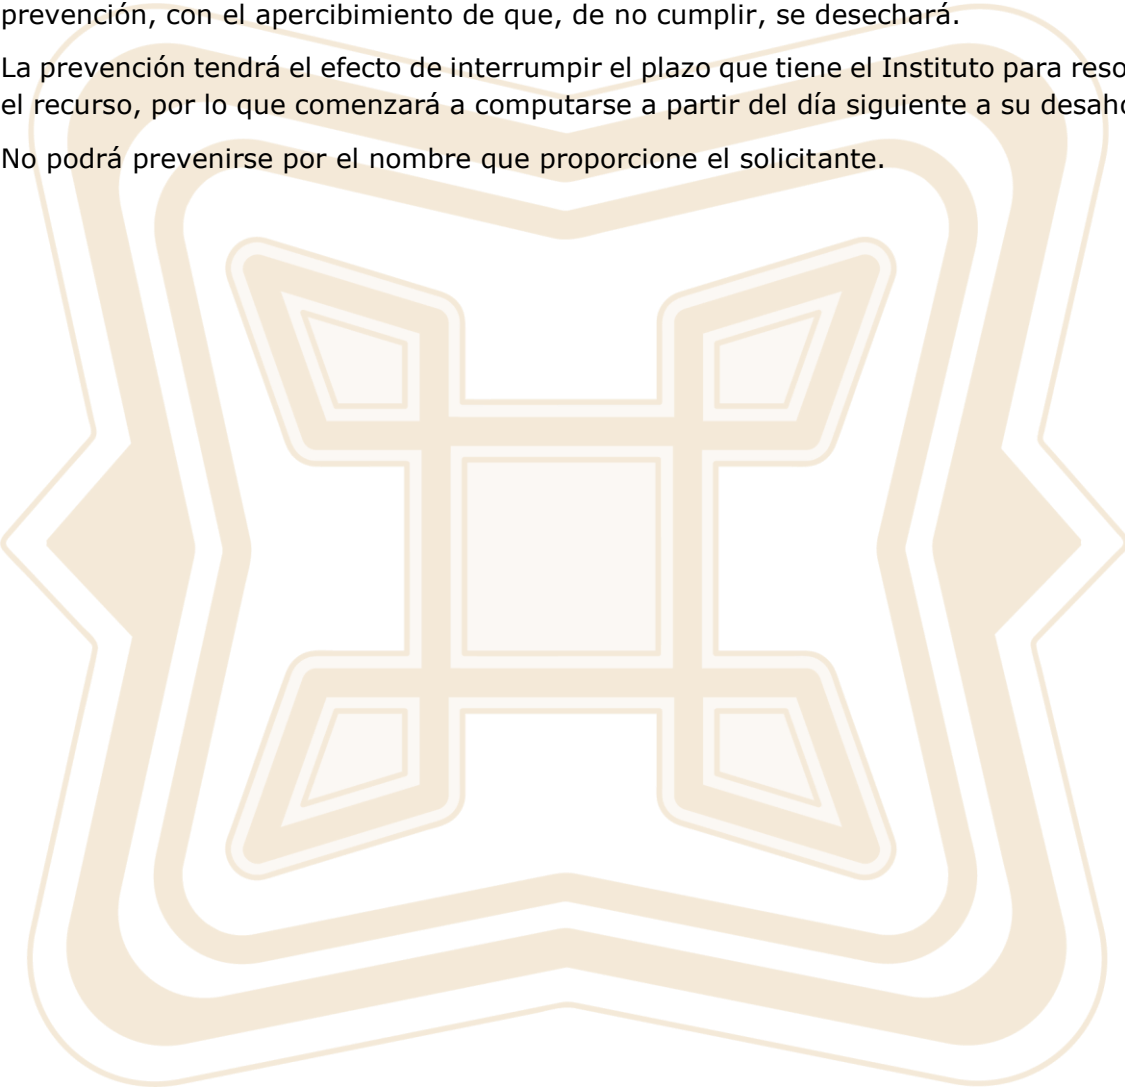 prevención, con el apercibimiento de que, de no cumplir, se desechará.
La prevención tendrá el efecto de interrumpir el plazo que tiene el Instituto para reso
el recurso, por lo que comenzará a computarse a partir del día siguiente a su desaho
No podrá prevenirse por el nombre que proporcione el solicitante.